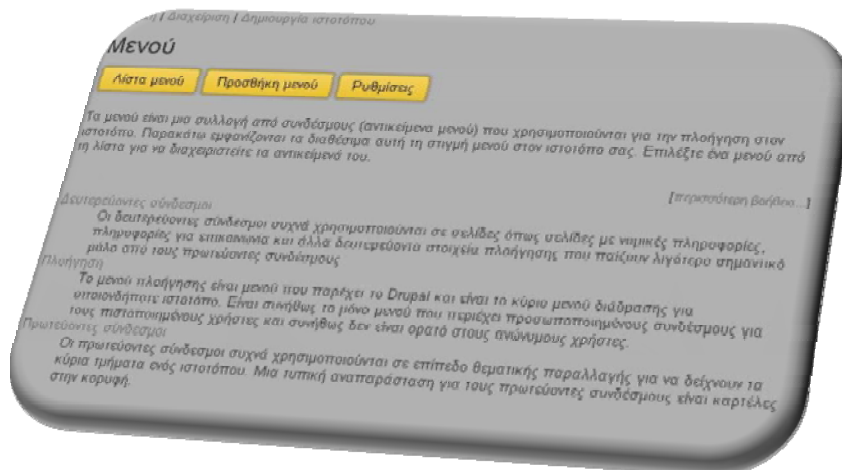 | Διαχείριση | Δημιουργία ιστοτόπου
Μενού
Λίστα μενού Προσθήκη μενού Ρυθμίσεις
Τα μενού είναι μια συλλογή από συνδέσμους (αντικείμενα μενού) που χρησιμοποιούνται για την πλοήγηση στον
ιστοτόπο. Παρακάτω εμφανίζονται τα διαθέσιμα αυτή τη στιγμή μενού στον ιστοτόπο σας. Επιλέξτε ένα μενού από
τη λίστα για να διαχειριστείτε τα αντικείμενά του.
[περισσότερη βοήθεια...]
Δευτερεύοντες σύνδεσμοι
Οι δευτερεύοντες σύνδεσμοι συχνά χρησιμοποιούνται σε σελίδες όπως σελίδες με νομικές πληροφορίες,
πληροφορίες για επικοινωνία και άλλα δευτερεύοντα στοιχεία πλοήγησης που παίζουν λιγότερο σημαντικό
ρόλο από τους πρωτεύοντες συνδέσμους
Πλοήγηση
Το μενού πλοήγησης είναι μενού που παρέχει το Drupal και είναι το κύριο μενού διάδρασης για
οποιονδήποτε ιστοτόπο. Είναι συνήθως το μόνο μενού που περιέχει προσωποποιημένους συνδέσμους για
τους πιστοποιημένους χρήστες και συνήθως δεν είναι ορατό στους ανώνυμους χρήστες.
Πρωτεύοντες σύνδεσμοι
Οι πρωτεύοντες σύνδεσμοι συχνά χρησιμοποιούνται σε επίπεδο θεματικής παραλλαγής για να δείχνουν τα
κύρια τμήματα ενός ιστοτόπου. Μια τυπική αναπαράσταση για τους πρωτεύοντες συνδέσμους είναι καρτέλες
στην κορυφή.